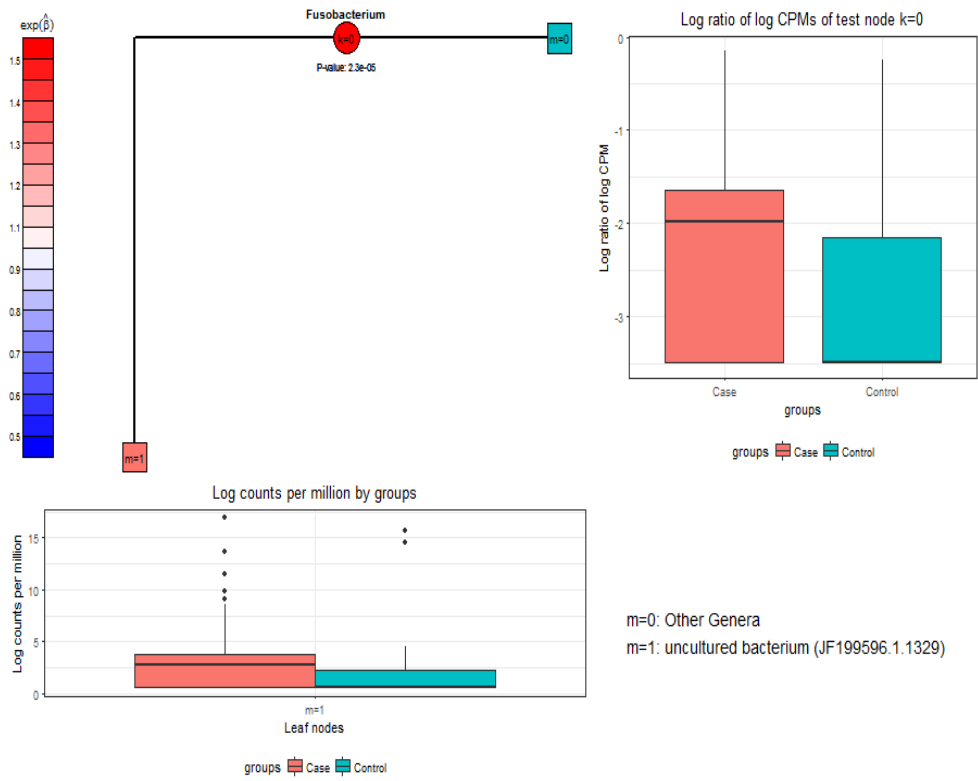 exp(β̂)
1.5
1.4
1.3
1.2
1.1
0.9
0.8
0.7
0.6
0.5
Fusobacterium
k=0
m=0
P-value: 2.3e-05
m=1
Log ratio of log CPMs of test node k=0
Log ratio of log CPM
0
-1
-2
-3
Case
Control
groups
groups Case Control
Log counts per million by groups
Log counts per million
15
10
5
0
m=1
Leaf nodes
groups Case Control
m=0: Other Genera
m=1: uncultured bacterium (JF199596.1.1329)